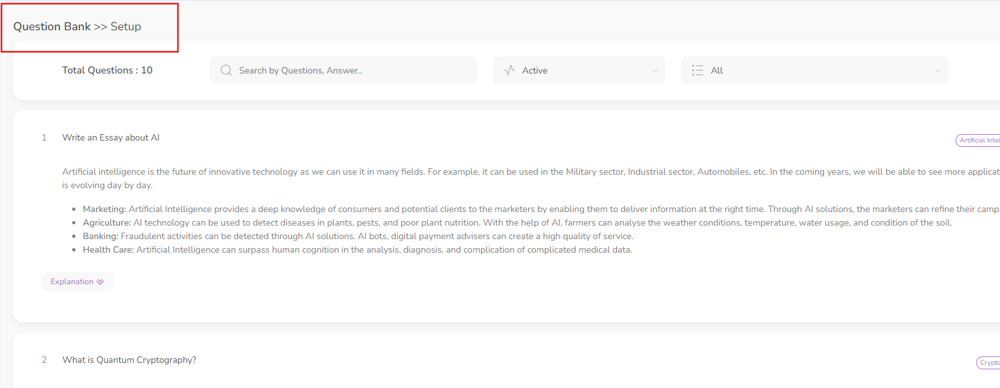 Question Bank >> Setup
Total Questions : 10
Search by Questions, Answer..
Active
All
1
Write an Essay about AI
Artificial Intel
Artificial intelligence is the future of innovative technology as we can use it in many fields. For example, it can be used in the Military sector, Industrial sector, Automobiles, etc. In the coming years, we will be able to see more applicat
is evolving day by day.
• Marketing: Artificial Intelligence provides a deep knowledge of consumers and potential clients to the marketers by enabling them to deliver information at the right time. Through AI solutions, the marketers can refine their camp
• Agriculture: AI technology can be used to detect diseases in plants, pests, and poor plant nutrition. With the help of AI, farmers can analyse the weather conditions, temperature, water usage, and condition of the soil.
• Banking: Fraudulent activities can be detected through AI solutions. AI bots, digital payment advisers can create a high quality of service.
• Health Care: Artificial Intelligence can surpass human cognition in the analysis, diagnosis, and complication of complicated medical data.
Explanation
2
What is Quantum Cryptography?
Crypto